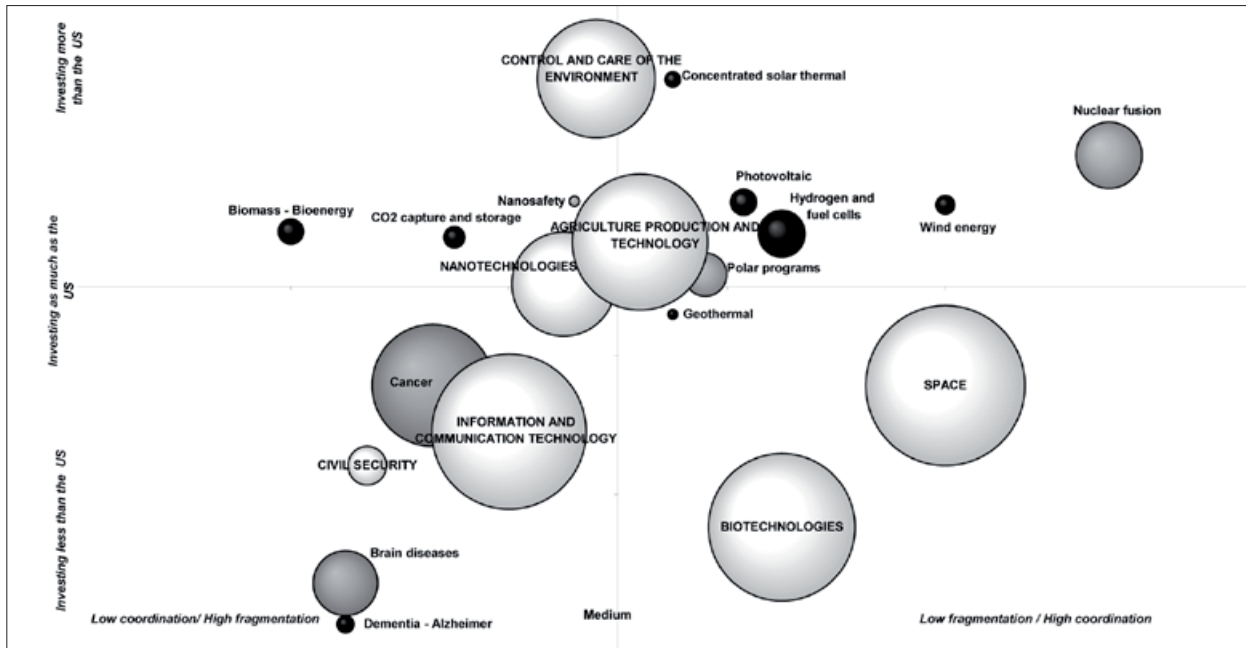 Investing more
than the US
CONTROL AND CARE OF THE
ENVIRONMENT
Concentrated solar thermal
Nuclear fusion
Photovoltaic
Nanosafety
Hydrogen and
fuel cells
Biomass - Bioenergy
CO2 capture and storage
AGRICULTURE PRODUCTION AND
TECHNOLOGY
Wind energy
Investing as much as the
US
NANOTECHNOLOGIES
Polar programs
Geothermal
Cancer
SPACE
INFORMATION AND
COMMUNICATION TECHNOLOGY
CIVIL SECURITY
Investing less than the US
BIOTECHNOLOGIES
Brain diseases
Low coordination/ High fragmentation
Medium
Low fragmentation / High coordination
Dementia - Alzheimer